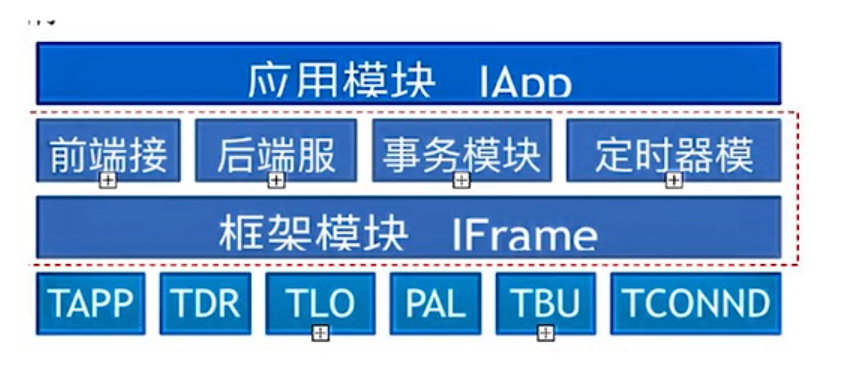 应用模块 IApp
前端接 后端服 事务模块 定时器模
框架模块 IFrame
TAPP TDR TLO PAL TBU TCONND